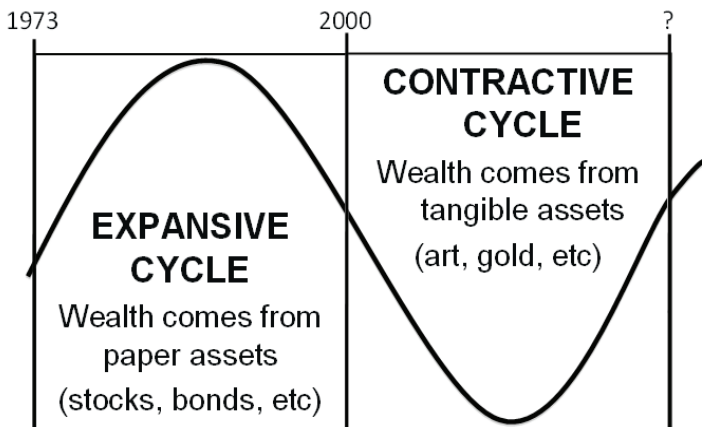 1973 2000 ?
EXPANSIVE
CYCLE
Wealth comes from
paper assets
(stocks, bonds, etc)
CONTRACTIVE
CYCLE
Wealth comes from
tangible assets
(art, gold, etc)